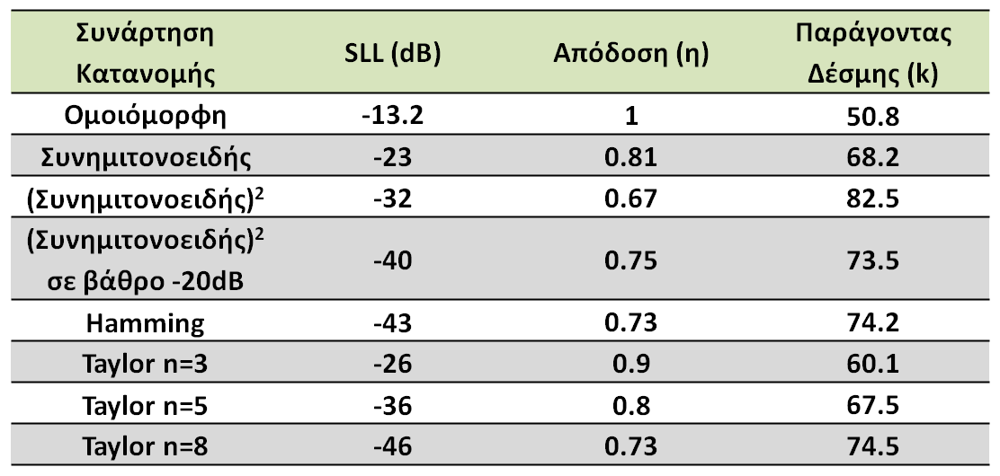 Συνάρτηση Κατανομής SLL (dB) Απόδοση (η) Παράγοντας Δέσμης (k)
Ομοιόμορφη -13.2 1 50.8
Συνημιτονοειδής -23 0.81 68.2
(Συνημιτονοειδής)² -32 0.67 82.5
(Συνημιτονοειδής)² σε βάθρο -20dB -40 0.75 73.5
Hamming -43 0.73 74.2
Taylor n=3 -26 0.9 60.1
Taylor n=5 -36 0.8 67.5
Taylor n=8 -46 0.73 74.5